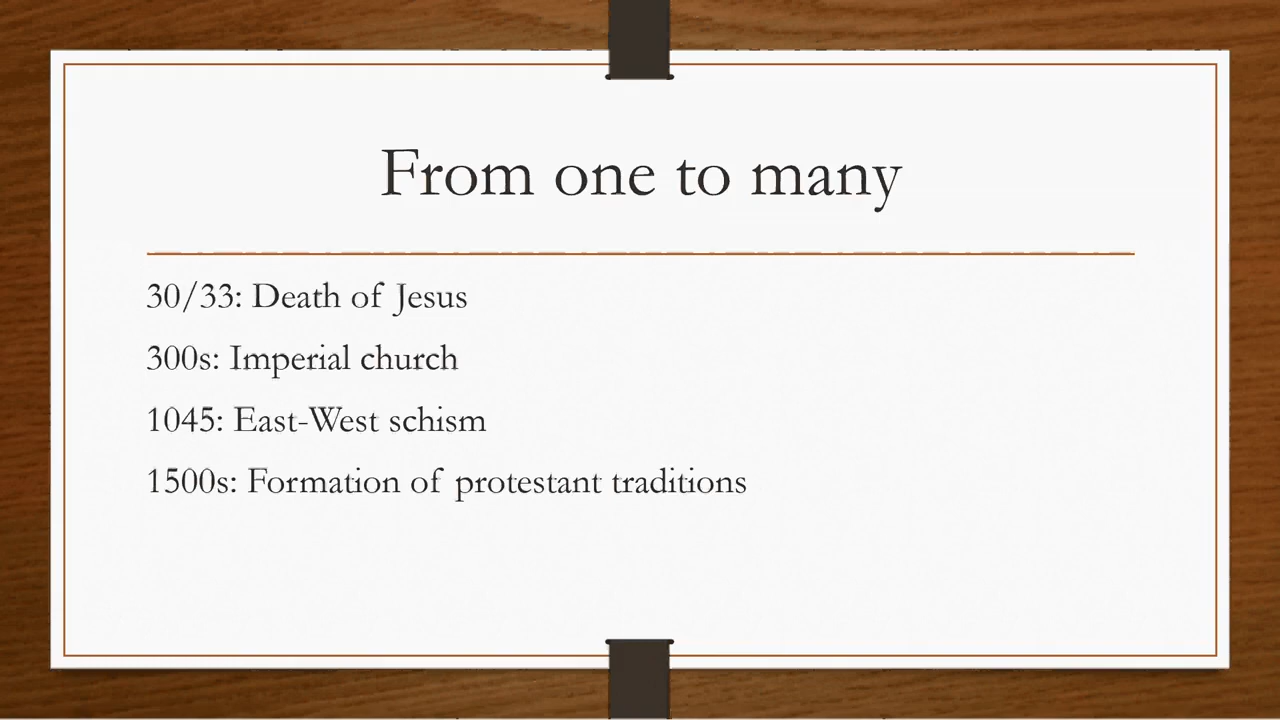 From one to many
30/33: Death of Jesus
300s: Imperial church
1045: East-West schism
1500s: Formation of protestant traditions